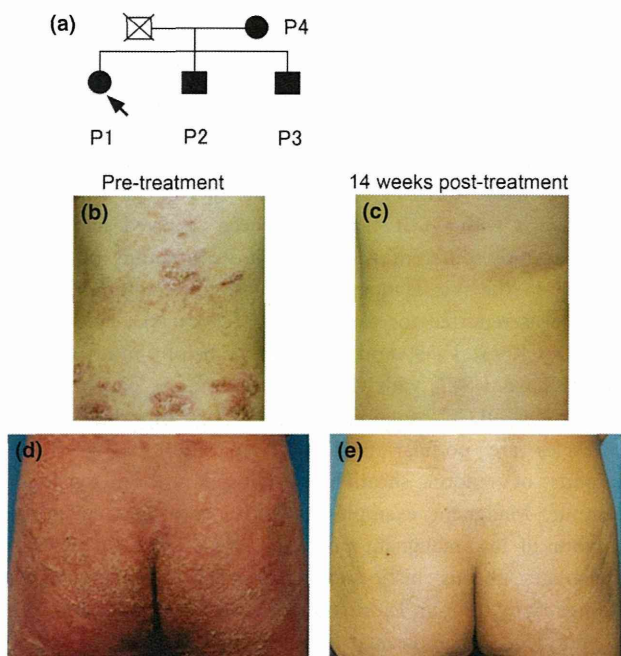 (a)
P4
P1 P2 P3
Pre-treatment 14 weeks post-treatment
(b) (c)
(d) (e)